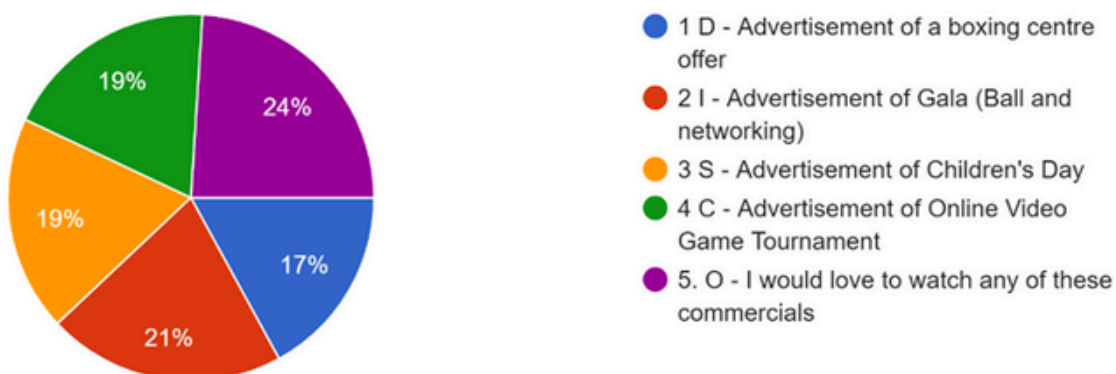 19%
24%
19%
17%
21%
1 D - Advertisement of a boxing centre
offer
2 I - Advertisement of Gala (Ball and
networking)
3 S - Advertisement of Children's Day
4 C - Advertisement of Online Video
Game Tournament
5. O - I would love to watch any of these
commercials